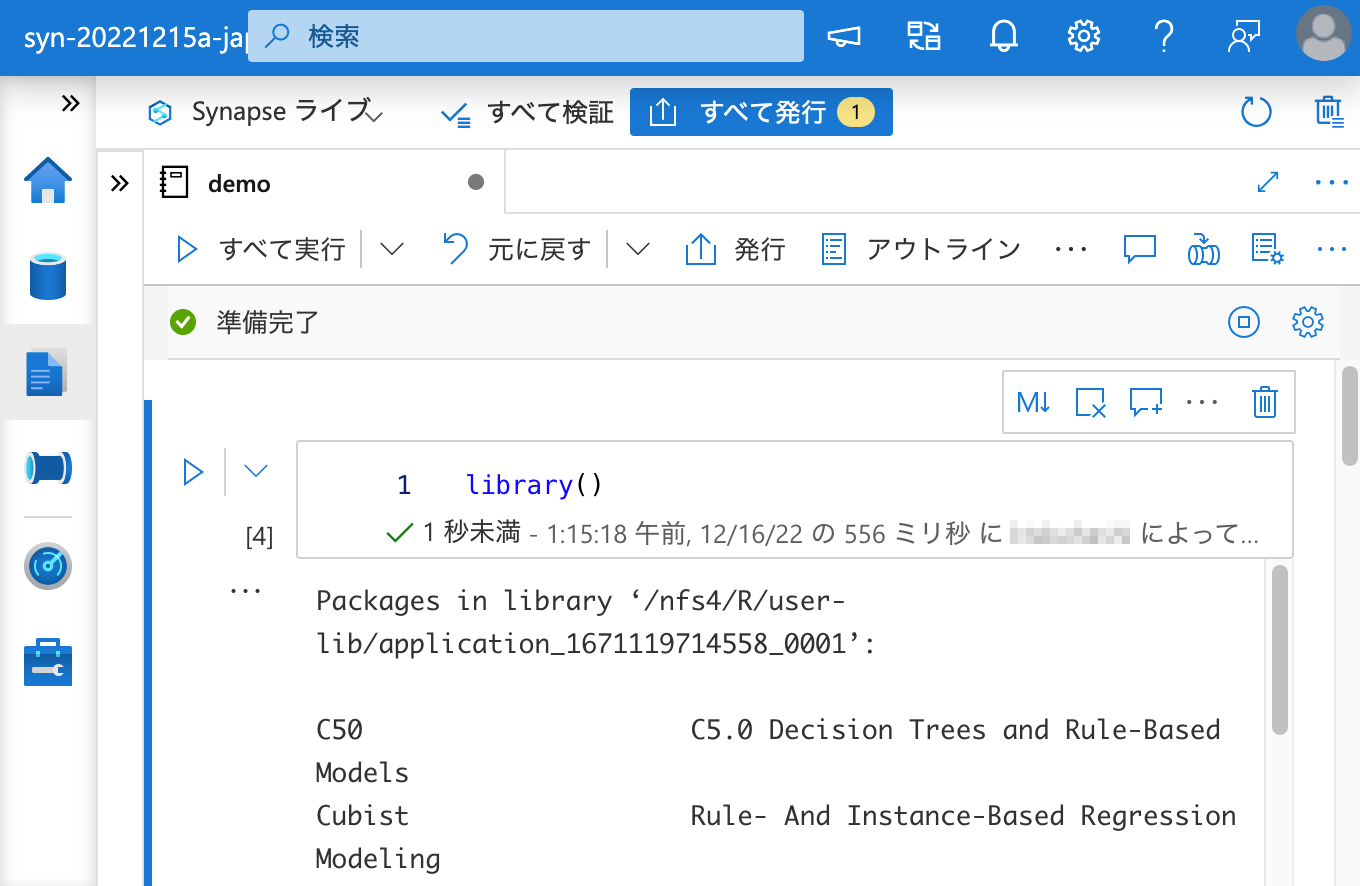 syn-20221215a-jap
検索
Synapse ライブ
すべて検証
すべて発行 1
demo
すべて実行
元に戻す
発行
アウトライン
準備完了
M↓
1 library()
[4]
1 秒未満 - 1:15:18 午前, 12/16/22 の 556 ミリ秒 に によって...
Packages in library ‘/nfs4/R/user-
lib/application_1671119714558_0001’:
C50 C5.0 Decision Trees and Rule-Based
Models
Cubist Rule- And Instance-Based Regression
Modeling